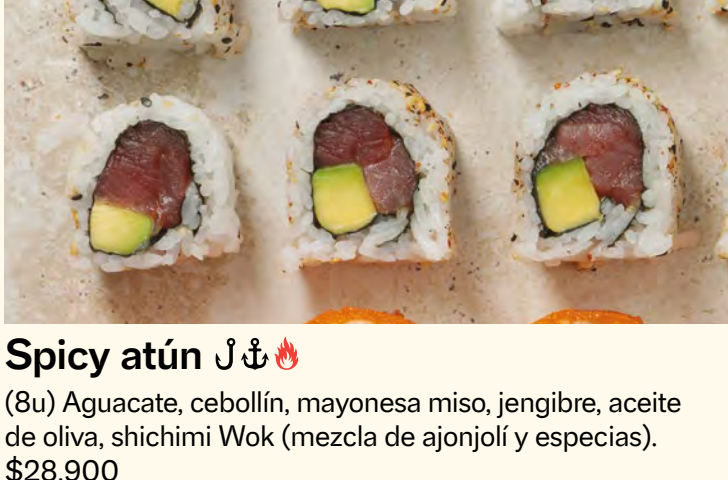 Spicy atún
(8u) Aguacate, cebollín, mayonesa miso, jengibre, aceite
de oliva, shichimi Wok (mezcla de ajonjolí y especias).
$28.900